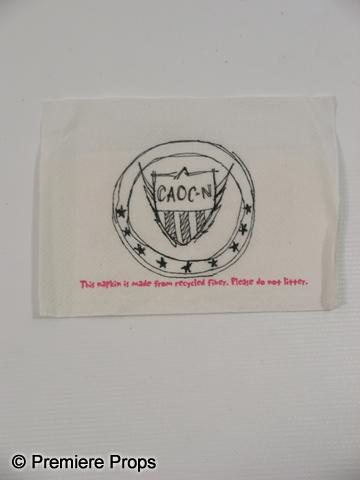 CAOC-N
This napkin is made from recycled fiber. Please do not litter.
© Premiere Props